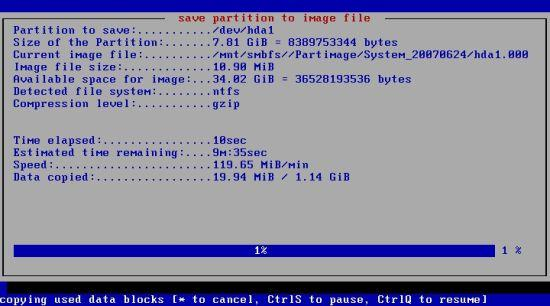 save partition to image file
Partition to save:.........../dev/hda1
Size of the Partition:.......7.81 GiB = 8389753344 bytes
Current image file:........../mnt/smbfs//Partimage/System_20070624/hda1.000
Image file size:.............10.90 MiB
Available space for image:...34.02 GiB = 36528193536 bytes
Detected file system:........ntfs
Compression level:...........gzip
Time elapsed:................10sec
Estimated time remaining:....9m:35sec
Speed:.......................119.65 MiB/min
Data copied:.................19.94 MiB / 1.14 GiB
1% 1 %
copying used data blocks [* to cancel, CtrlS to pause, CtrlQ to resume]